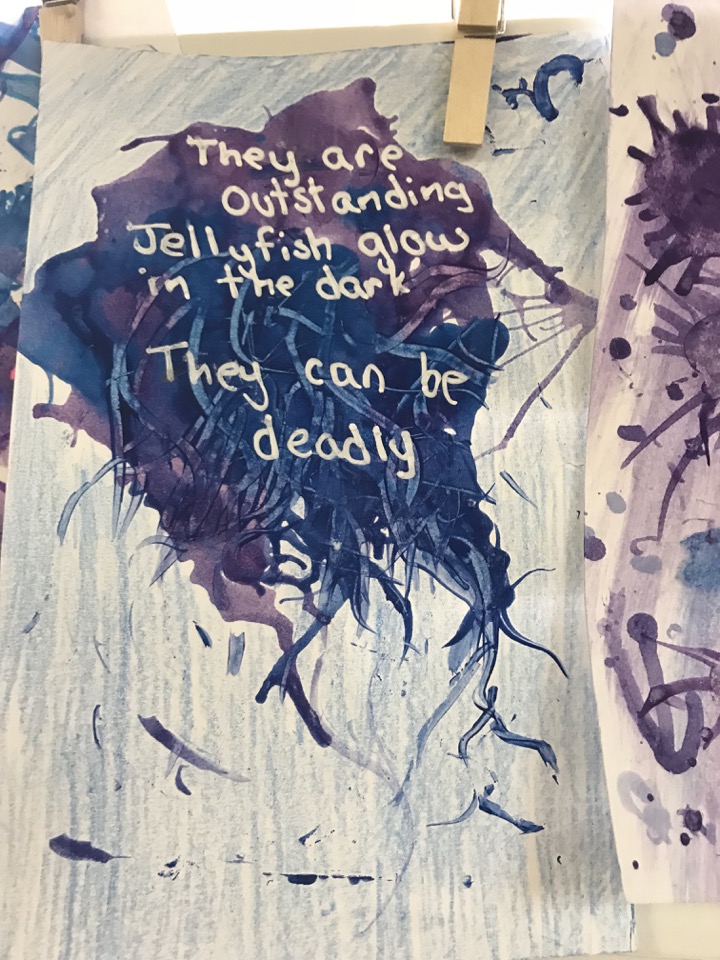 They are
Outstanding
Jellyfish glow
in the dark
They can be
deadly